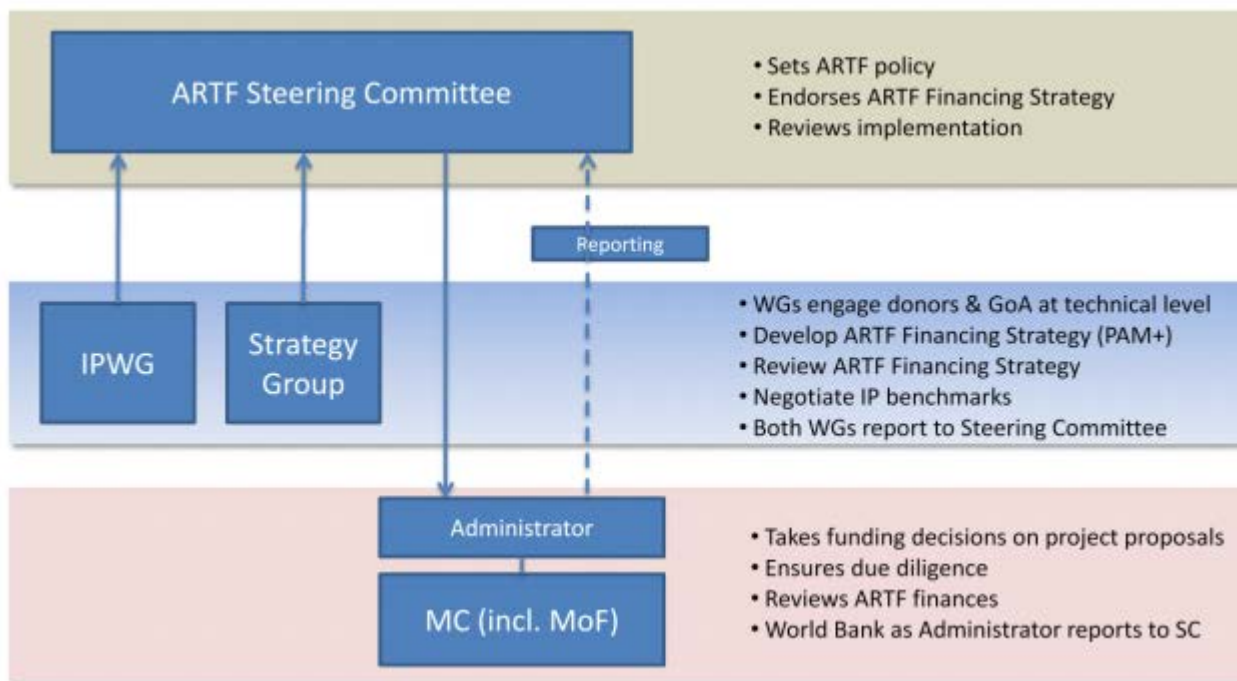 ARTF Steering Committee
• Sets ARTF policy
• Endorses ARTF Financing Strategy
• Reviews implementation
Reporting
IPWG
Strategy
Group
• WGs engage donors & GoA at technical level
• Develop ARTF Financing Strategy (PAM+)
• Review ARTF Financing Strategy
• Negotiate IP benchmarks
• Both WGs report to Steering Committee
Administrator
MC (incl. MoF)
• Takes funding decisions on project proposals
• Ensures due diligence
• Reviews ARTF finances
• World Bank as Administrator reports to SC